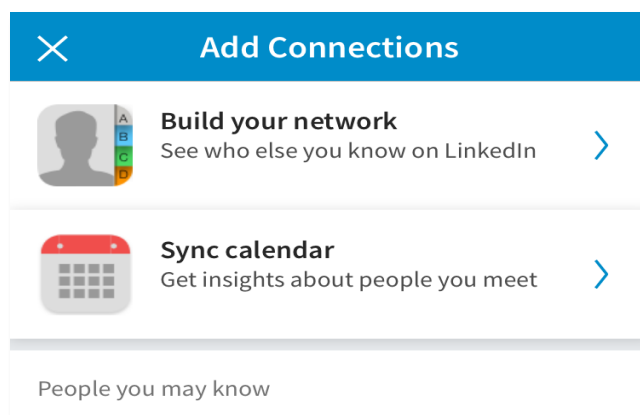 Add Connections
A
B
C
D
Build your network
See who else you know on LinkedIn
Sync calendar
Get insights about people you meet
People you may know